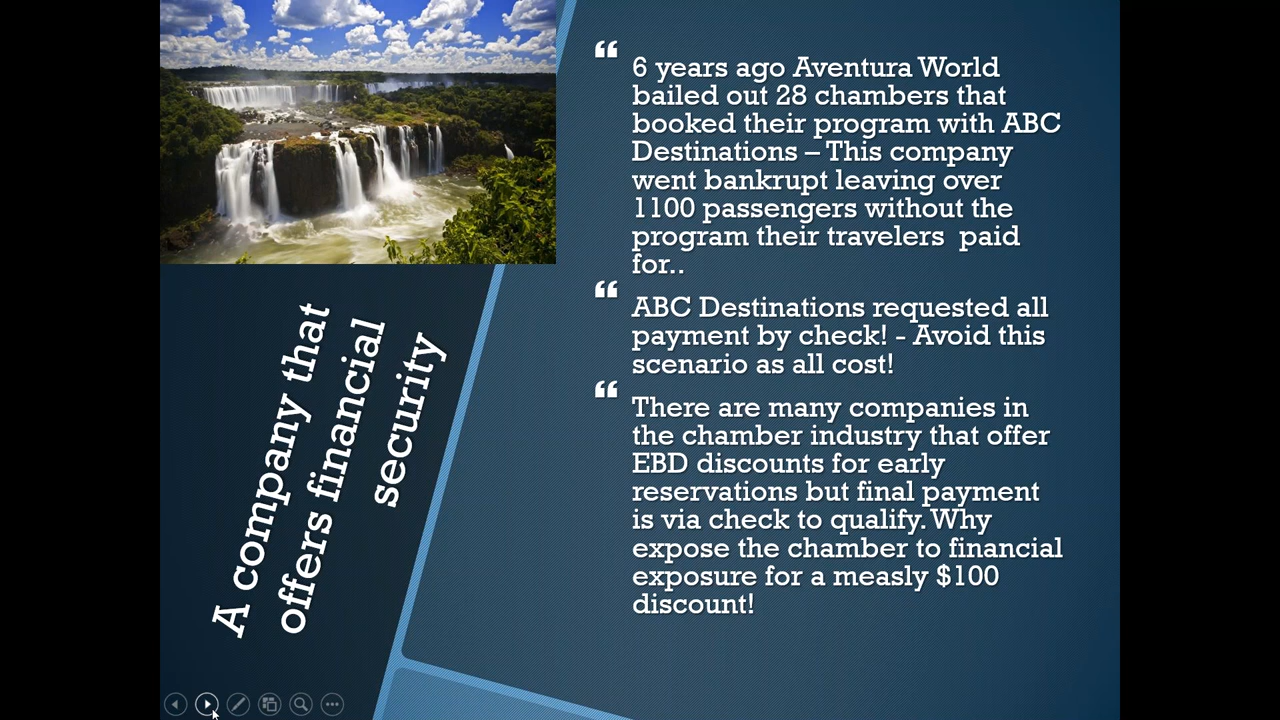 A company that
offers financial
security
❝ 6 years ago Aventura World
bailed out 28 chambers that
booked their program with ABC
Destinations – This company
went bankrupt leaving over
1100 passengers without the
program their travelers  paid
for..
❝ ABC Destinations requested all
payment by check! - Avoid this
scenario as all cost!
❝ There are many companies in
the chamber industry that offer
EBD discounts for early
reservations but final payment
is via check to qualify. Why
expose the chamber to financial
exposure for a measly $100
discount!